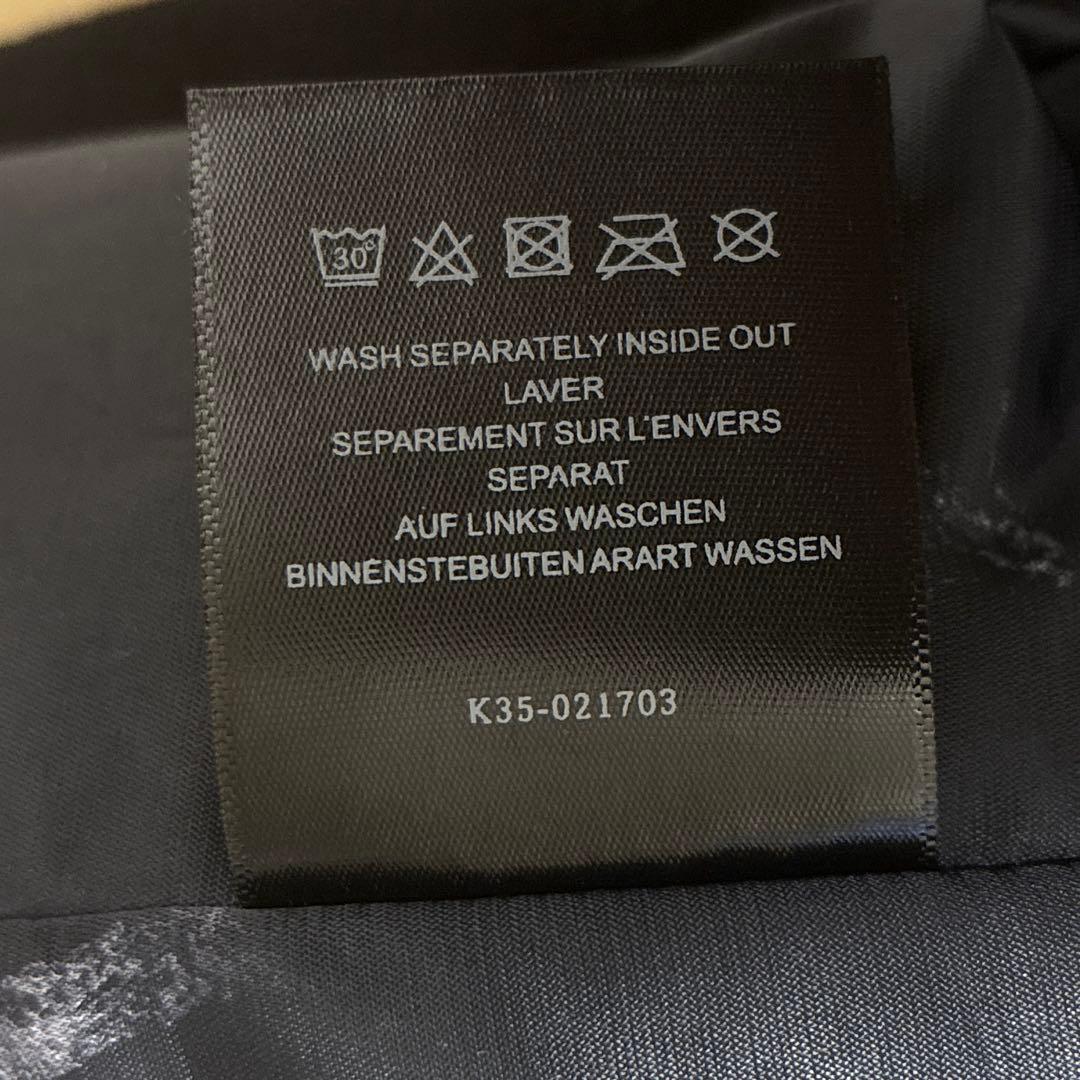 30°
WASH SEPARATELY INSIDE OUT
LAVER
SEPAREMENT SUR L'ENVERS
SEPARAT
AUF LINKS WASCHEN
BINNENSTEBUITEN ARART WASSEN
K35-021703